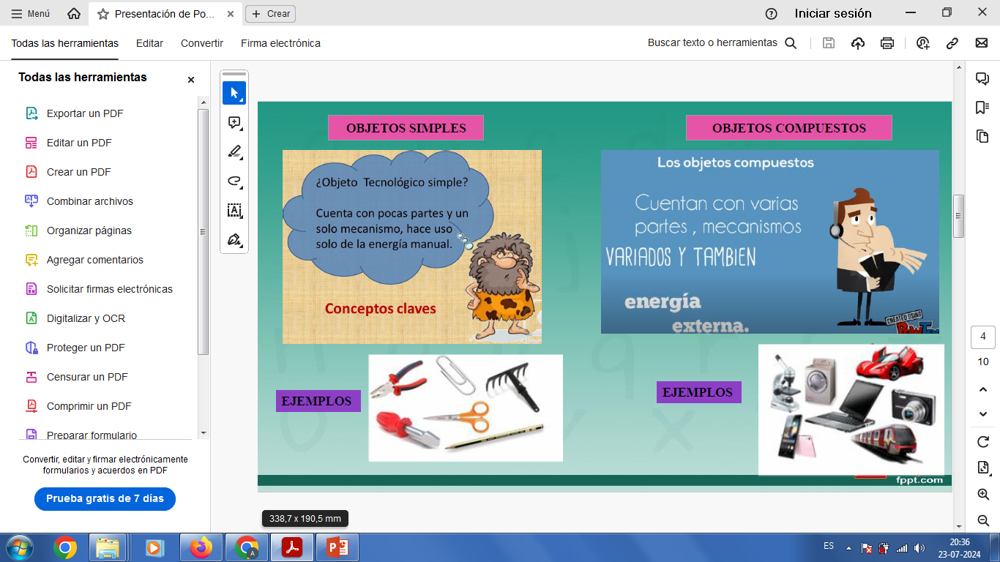 Menú
Presentación de Po...
Crear
Iniciar sesión
Todas las herramientas
Editar
Convertir
Firma electrónica
Buscar texto o herramientas
Todas las herramientas
Exportar un PDF
Editar un PDF
Crear un PDF
Combinar archivos
Organizar páginas
Agregar comentarios
Solicitar firmas electrónicas
Digitalizar y OCR
Proteger un PDF
Censurar un PDF
Comprimir un PDF
Preparar formulario
Convertir, editar y firmar electrónicamente
formularios y acuerdos en PDF
Prueba gratis de 7 días
OBJETOS SIMPLES
¿Objeto Tecnológico simple?
Cuenta con pocas partes y un
solo mecanismo, hace uso
solo de la energía manual.
Conceptos claves
EJEMPLOS
OBJETOS COMPUESTOS
Los objetos compuestos
Cuentan con varias
partes , mecanismos
VARIADOS Y TAMBIEN
energía
externa.
CREATED USING
EJEMPLOS
fppt.com
338,7 x 190,5 mm
4
10
ES
20:36
23-07-2024